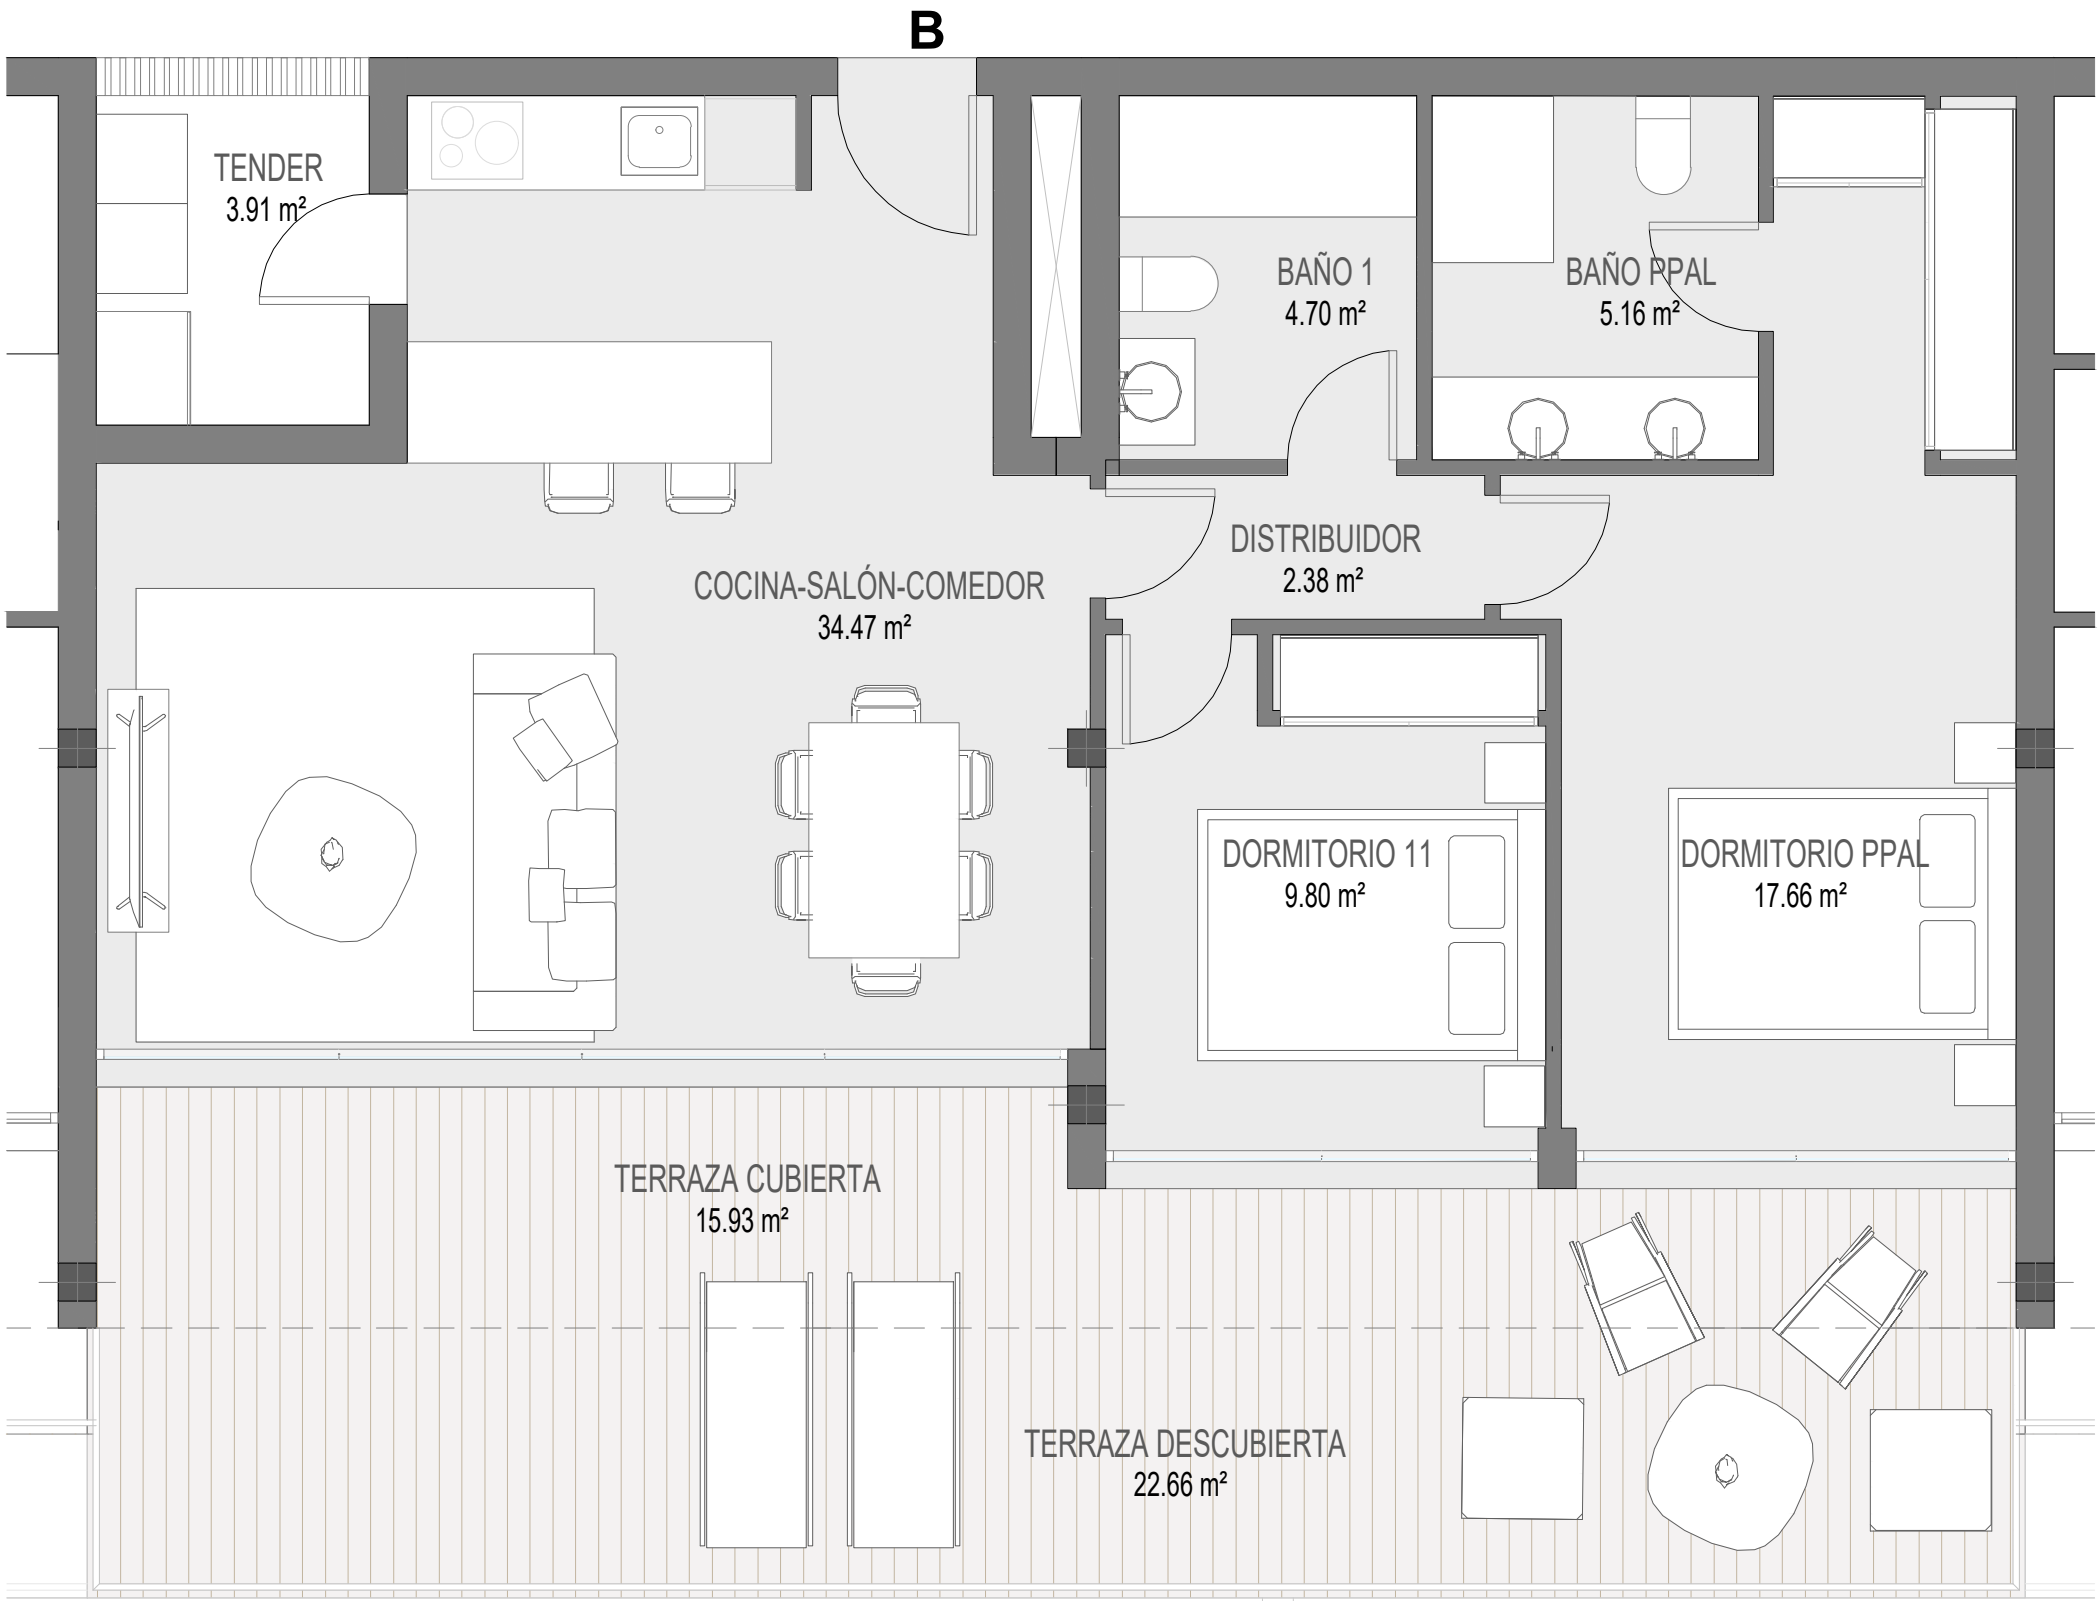 B
TENDER
3.91 m²
BAÑO 1
4.70 m²
BAÑO PPAL
5.16 m²
DISTRIBUIDOR
2.38 m²
COCINA-SALÓN-COMEDOR
34.47 m²
DORMITORIO 11
9.80 m²
DORMITORIO PPAL
17.66 m²
TERRAZA CUBIERTA
15.93 m²
TERRAZA DESCUBIERTA
22.66 m²